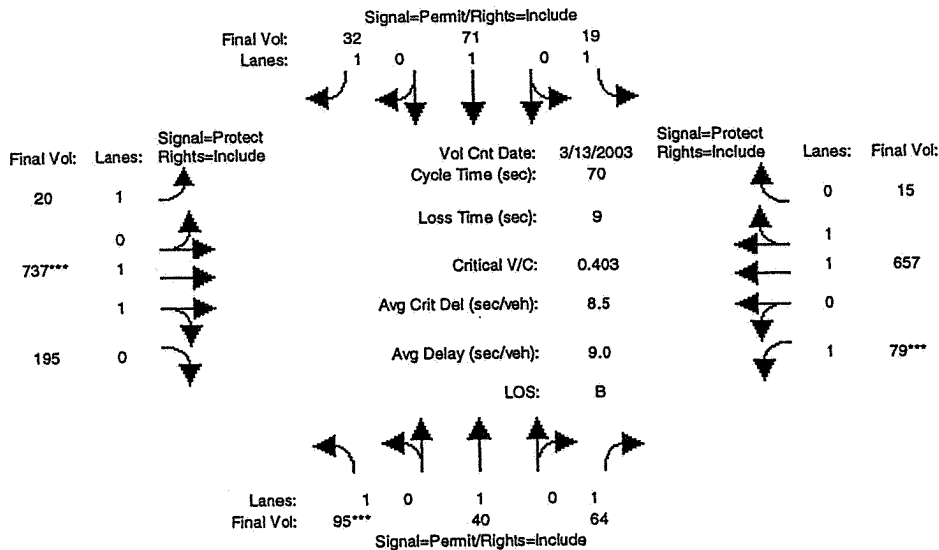 Signal=Permit/Rights=Include
Final Vol: 32 71 19
Lanes: 1 0 1 0 1
Signal=Protect
Final Vol: Lanes: Rights=Include
20 1
0
737*** 1
1
195 0
Vol Cnt Date: 3/13/2003
Cycle Time (sec): 70
Loss Time (sec): 9
Critical V/C: 0.403
Avg Crit Del (sec/veh): 8.5
Avg Delay (sec/veh): 9.0
LOS: B
Signal=Protect
Rights=Include Lanes: Final Vol:
0 15
1
1 657
0
1 79***
Lanes: 1 0 1 0 1
Final Vol: 95*** 40 64
Signal=Permit/Rights=Include